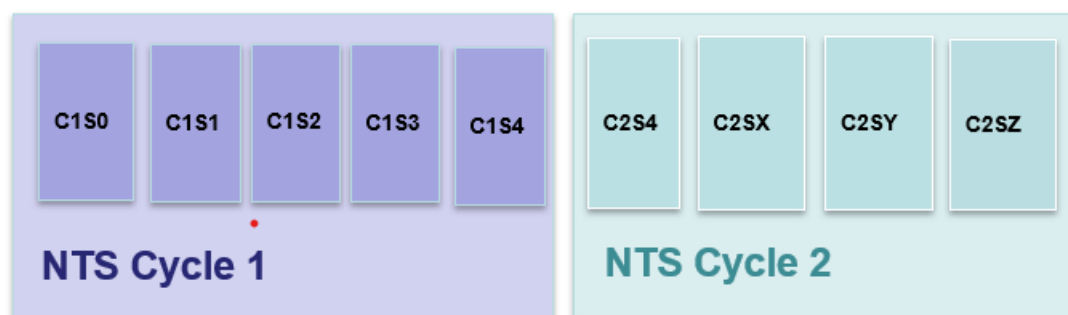 C1S0
C1S1
C1S2
C1S3
C1S4
NTS Cycle 1
C2S4
C2SX
C2SY
C2SZ
NTS Cycle 2